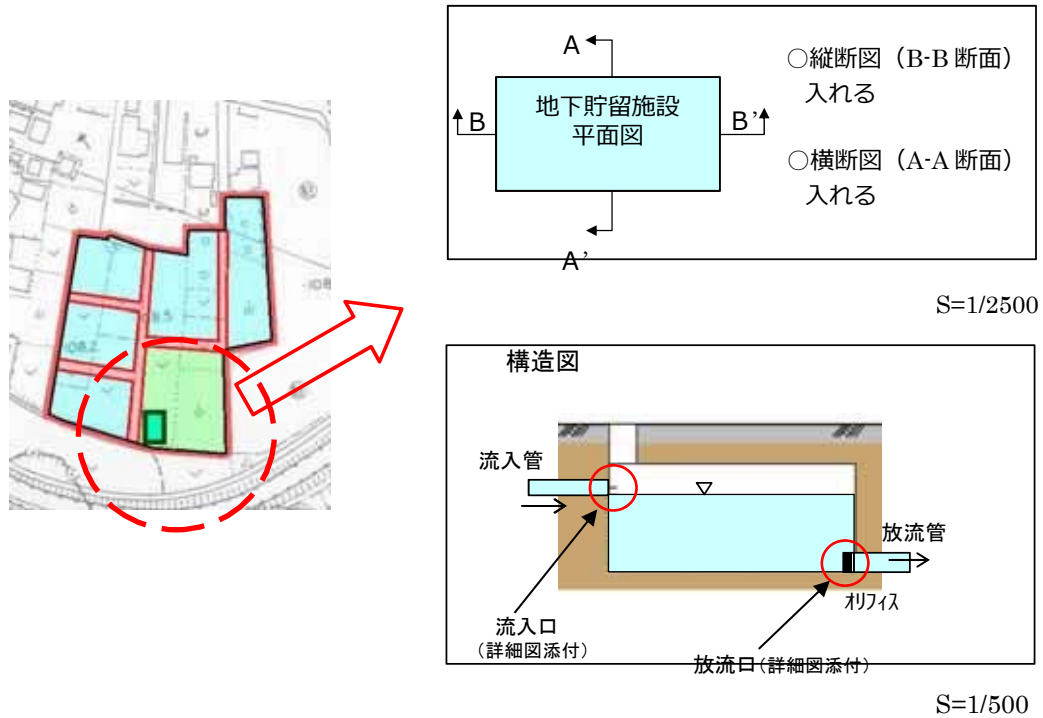 A
B
地下貯留施設
平面図
B’
A’
○縦断図（B-B 断面）
入れる
○横断図（A-A 断面）
入れる
S=1/2500
108.2
構造図
流入管
放流管
オリフィス
流入口
（詳細図添付）
放流口（詳細図添付）
S=1/500